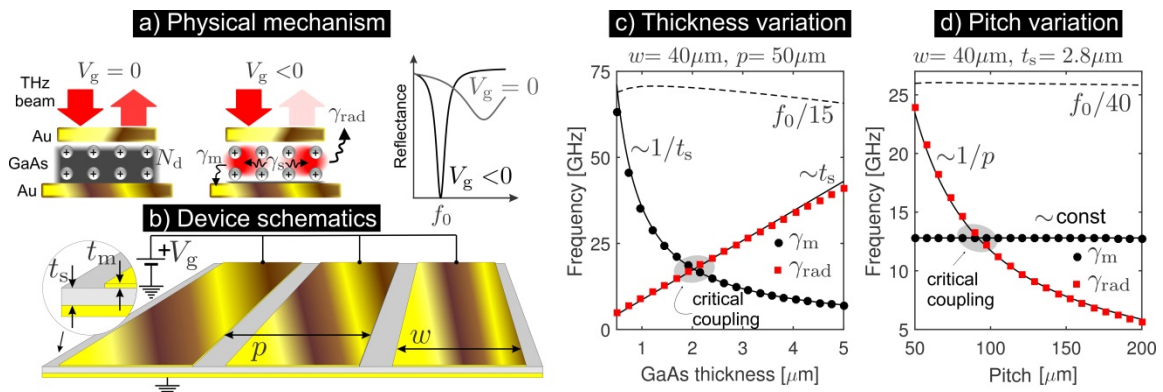 a) Physical mechanism
THz
beam
V_g = 0
V_g <0
Au
GaAs
N_d
Au
γ_m
γ_s
γ_rad
Reflectance
V_g = 0
V_g <0
f_0
b) Device schematics
t_s
t_m
+V_g
p
w
c) Thickness variation
w= 40μm, p= 50μm
Frequency [GHz]
75
50
25
0
~1/t_s
f_0/15
~t_s
γ_m
γ_rad
critical
coupling
1
2
3
4
5
GaAs thickness [μm]
d) Pitch variation
w= 40μm, t_s= 2.8μm
Frequency [GHz]
25
20
15
10
5
f_0/40
~1/p
~const
γ_m
γ_rad
critical
coupling
50
100
150
200
Pitch [μm]